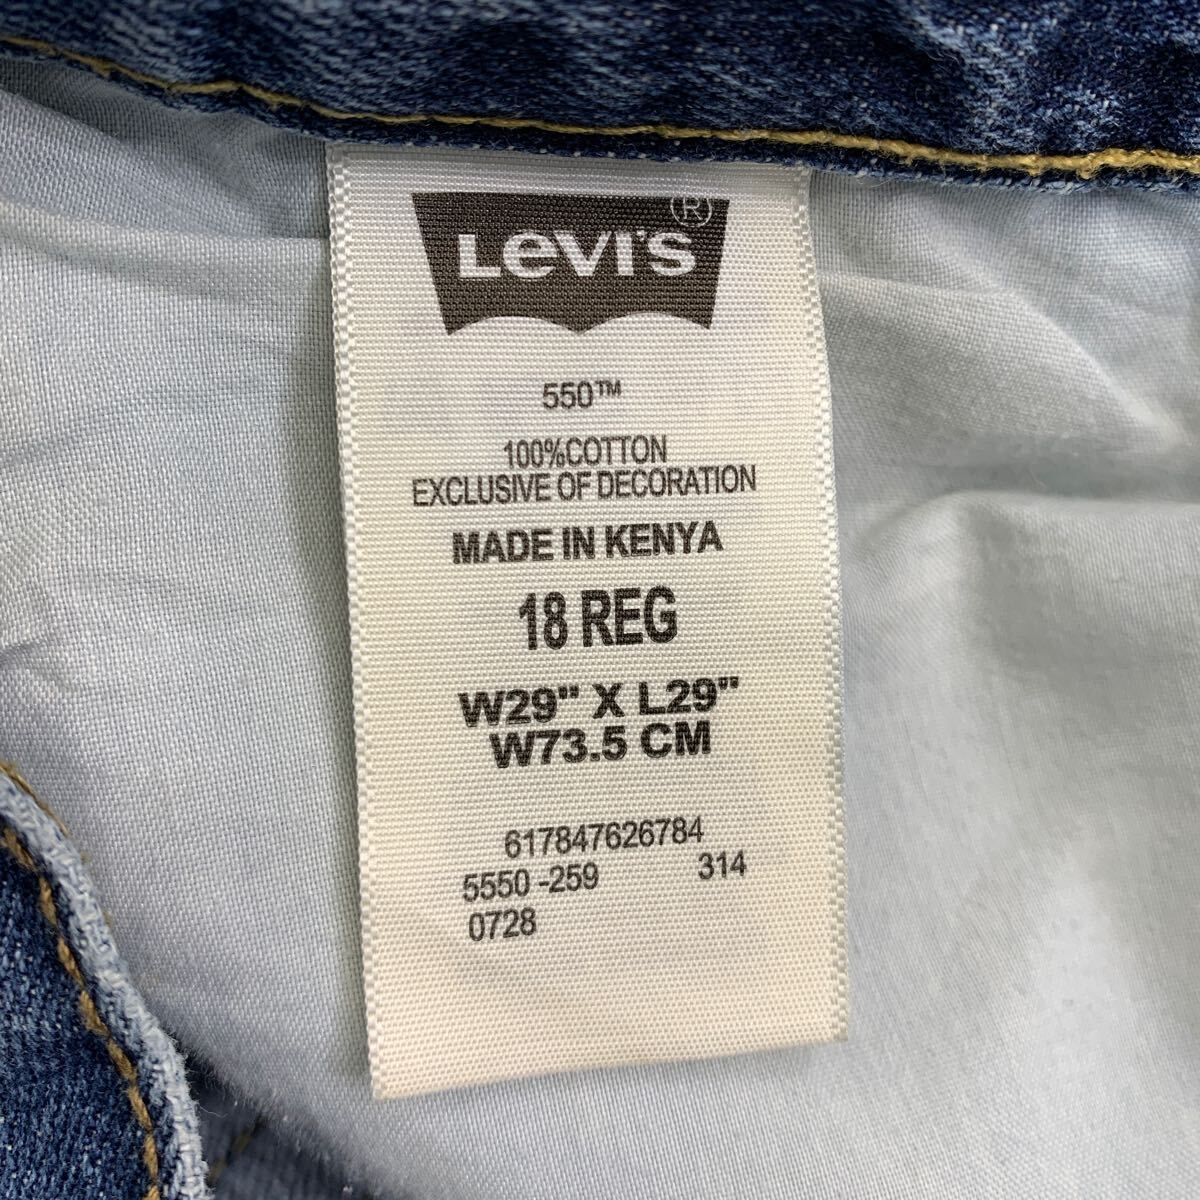 Levi's®
550™
100%COTTON
EXCLUSIVE OF DECORATION
MADE IN KENYA
18 REG
W29" X L29"
W73.5 CM
617847626784
5550 -259 314
0728